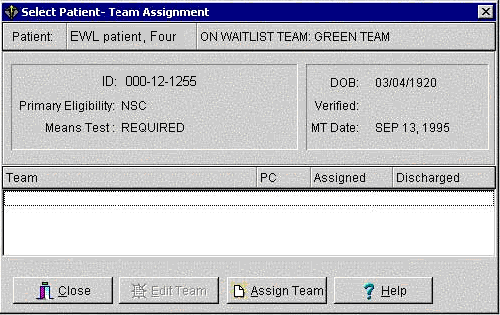 Select Patient- Team Assignment
Patient: EWL patient, Four ON WAITLIST TEAM: GREEN TEAM
ID: 000-12-1255 DOB: 03/04/1920
Primary Eligibility: NSC Verified:
Means Test: REQUIRED MT Date: SEP 13, 1995
Team PC Assigned Discharged
Close Edit Team Assign Team Help